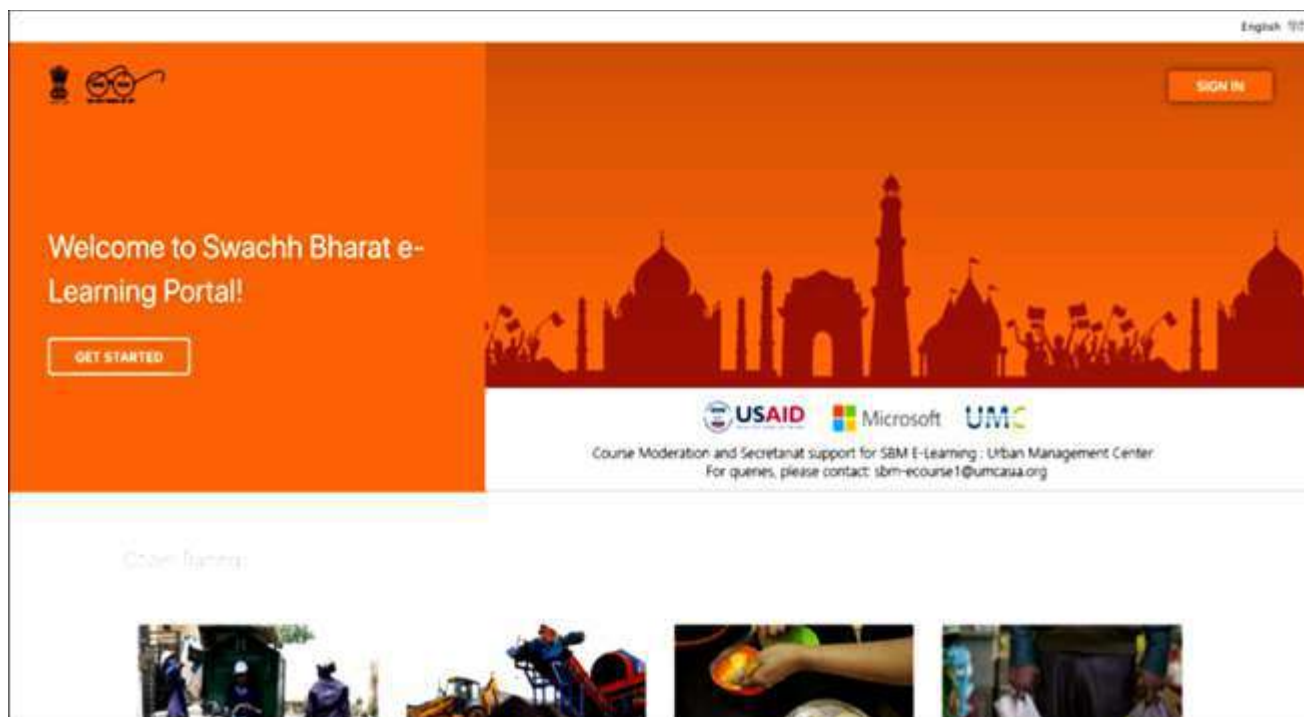 English
SIGN IN
Welcome to Swachh Bharat e-
Learning Portal!
GET STARTED
USAID
Microsoft
UMC
Course Moderation and Secretariat support for SBM E-Learning : Urban Management Center
For queries, please contact: sbm-ecourse1@umcasia.org